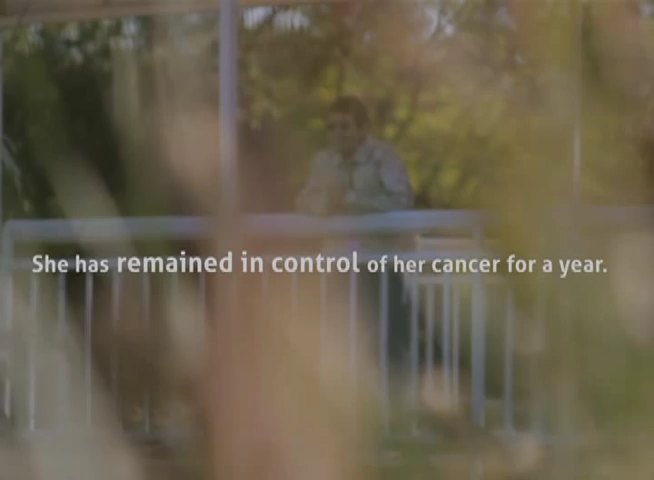 She has remained in control of her cancer for a year.